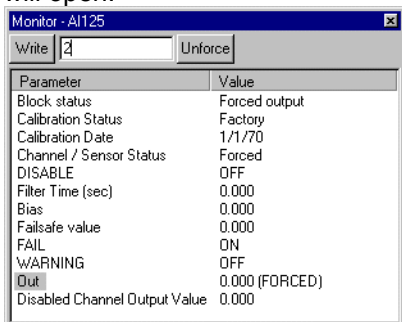 will open.
Monitor - AI125
Write 2 Unforce
Parameter Value
Block status Forced output
Calibration Status Factory
Calibration Date 1/1/70
Channel / Sensor Status Forced
DISABLE OFF
Filter Time (sec) 0.000
Bias 0.000
Failsafe value 0.000
FAIL ON
WARNING OFF
Out 0.000 (FORCED)
Disabled Channel Output Value 0.000